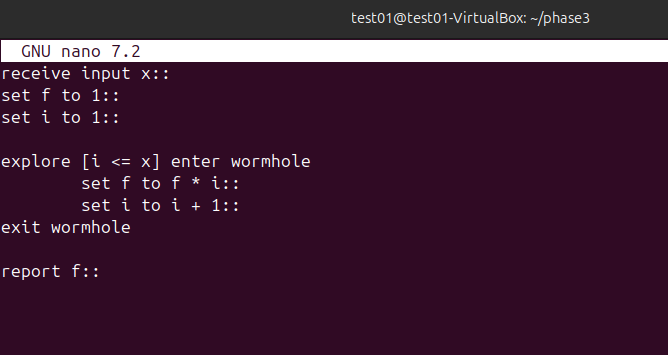 test01@test01-VirtualBox: ~/phase3
GNU nano 7.2
receive input x::
set f to 1::
set i to 1::
explore [i <= x] enter wormhole
set f to f * i::
set i to i + 1::
exit wormhole
report f::